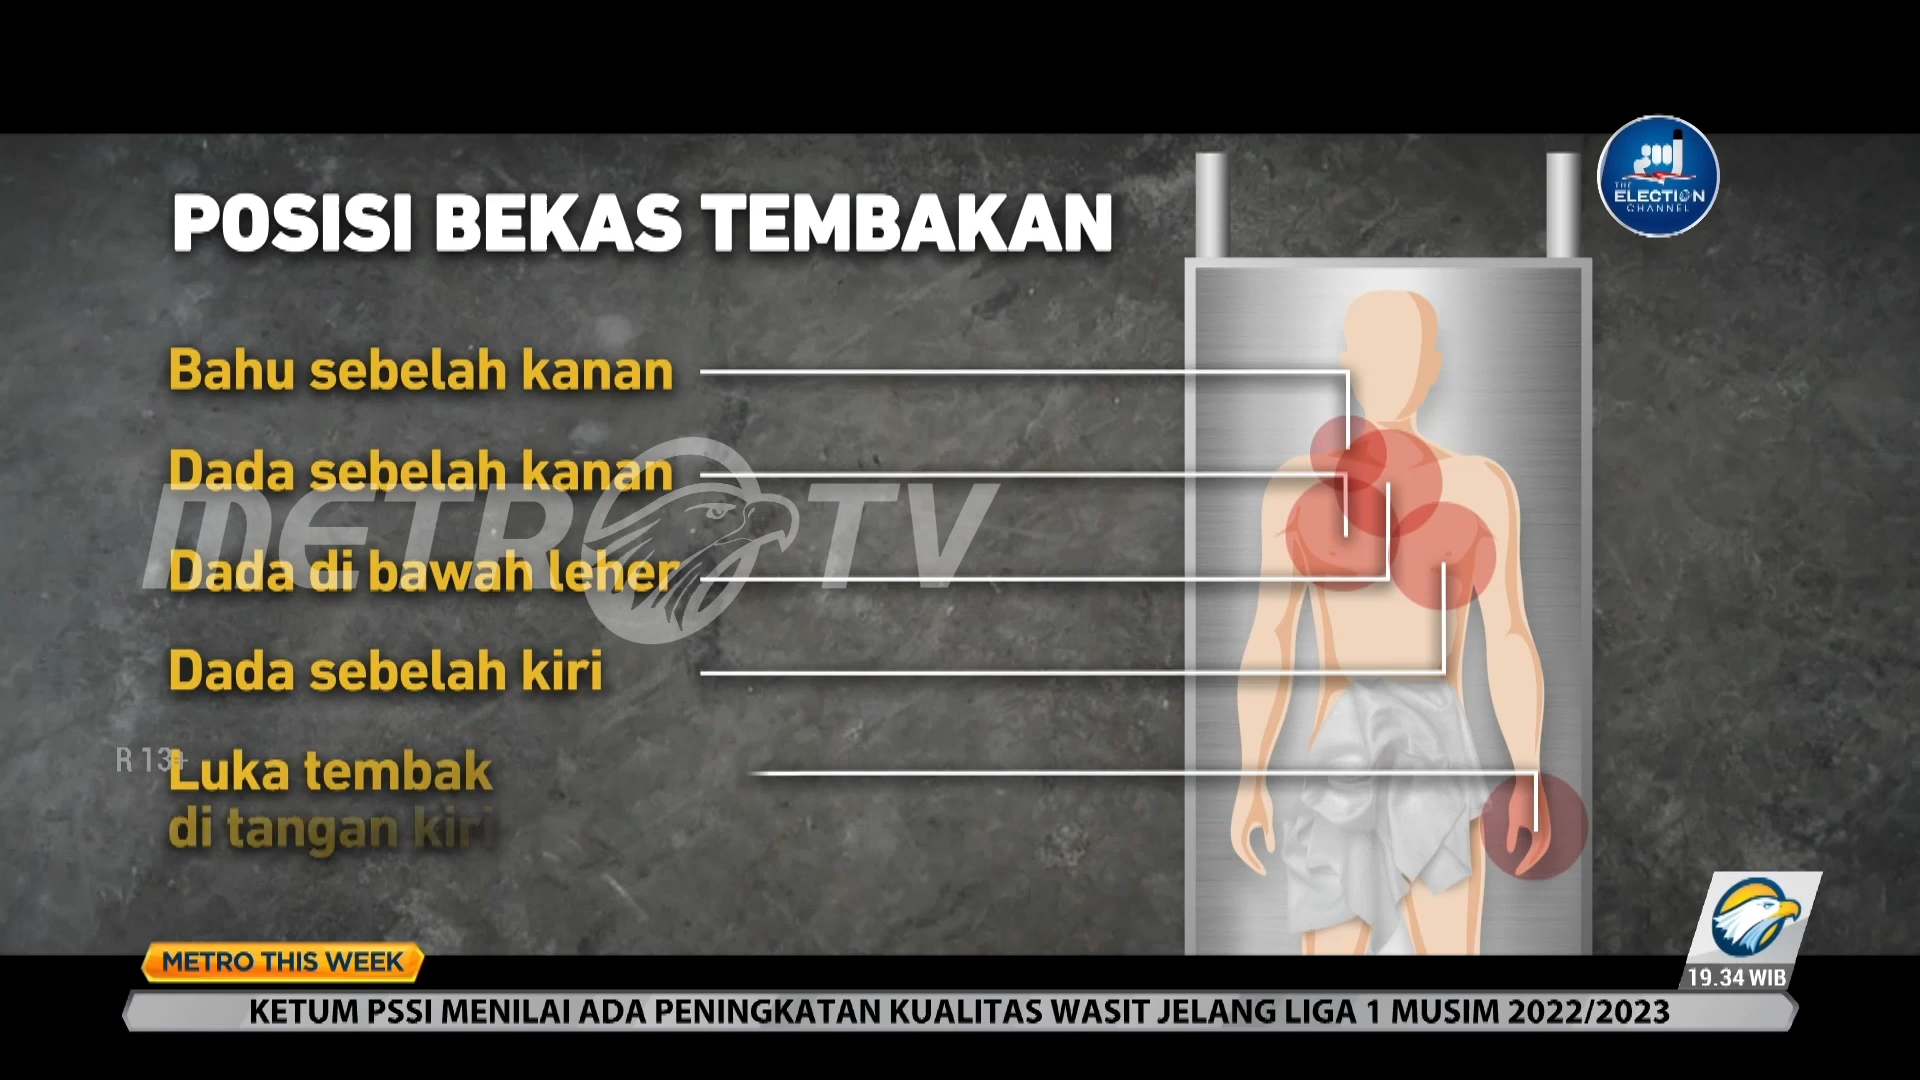 THE
ELECTION
CHANNEL
POSISI BEKAS TEMBAKAN
Bahu sebelah kanan
Dada sebelah kanan
METRO TV
Dada di bawah leher
Dada sebelah kiri
R 13+
Luka tembak
di tangan kiri
METRO THIS WEEK
19.34 WIB
KETUM PSSI MENILAI ADA PENINGKATAN KUALITAS WASIT JELANG LIGA 1 MUSIM 2022/2023